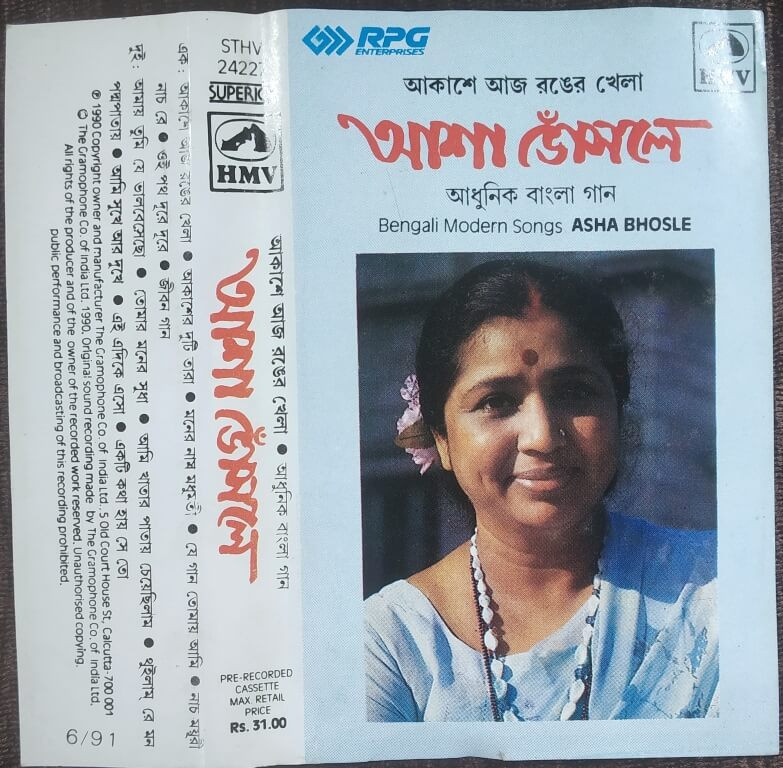 RPG
ENTERPRISES
HMV
আকাশে আজ রঙের খেলা
আশা ভোঁসলে
আধুনিক বাংলা গান
Bengali Modern Songs ASHA BHOSLE
STHV
24227
SUPERIO
HMV
আকাশে আজ রঙের খেলা ● আধুনিক বাংলা গান
আশা ভোঁসলে
PRE-RECORDED
CASSETTE
MAX. RETAIL
PRICE
Rs. 31.00
এক : আকাশে আজ রঙের খেলা ● আকাশের দুটি তারা ● মনের নাম মধুমতী ● যে গান তোমায় আমি ● নাচ ময়ূরী
নাচ রে ● এই পথ দূরে দূরে ● জীবন গান
দুই : আমায় তুমি যে ভালবেসেছো ● তোমার মনের সুধা ● আমি খাতার পাতায় চেয়েছিলাম ● থুইলাম রে মন
পদ্মপাতায় ● আমি সুখে আর দুখে ● এই এদিকে এসো ● একটি কথা হায় সে তো
℗ 1990 Copyright owner and manufacturer The Gramophone Co. of India Ltd., 5 Old Court House St, Calcutta-700 001
© The Gramophone Co. of India Ltd. 1990. Original sound recording made by The Gramophone Co. of India Ltd.
All rights of the producer and of the owner of the recorded work reserved. Unauthorised copying,
public performance and broadcasting of this recording prohibited.
6/91